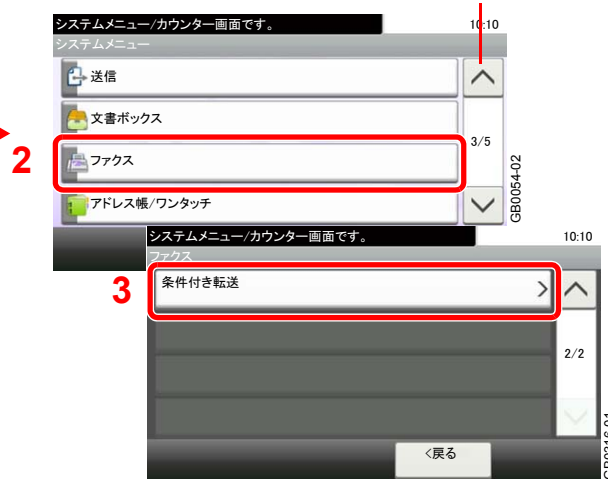 システムメニュー/カウンター画面です。 10:10
システムメニュー
送信
文書ボックス
3/5
2
ファクス
アドレス帳/ワンタッチ
GB0054-02
システムメニュー/カウンター画面です。 10:10
ファクス
3
条件付き転送
2/2
<戻る